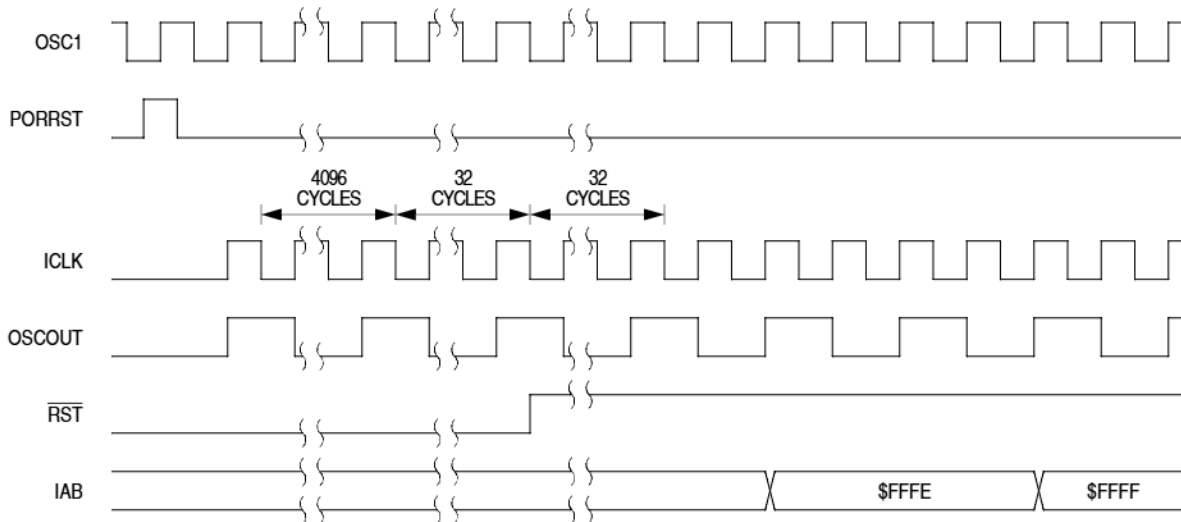 OSC1
PORRST
4096
CYCLES
32
CYCLES
32
CYCLES
ICLK
OSCOUT
RST
IAB
$FFFE
$FFFF